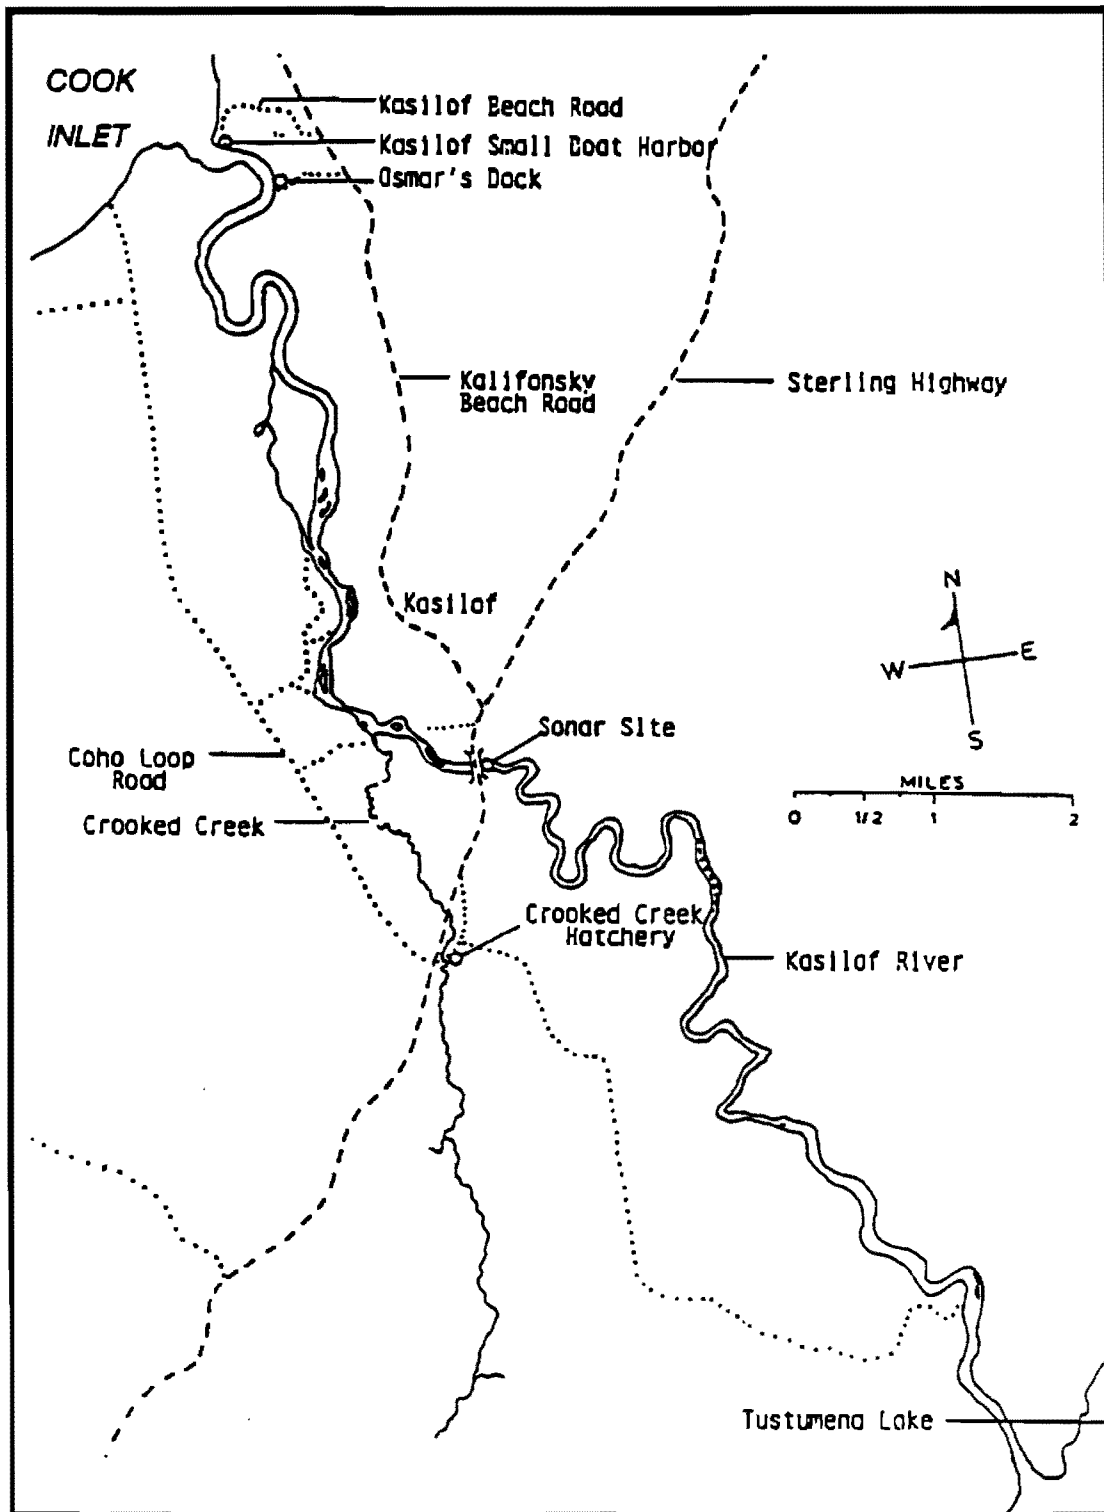 COOK
INLET
Kasilof Beach Road
Kasilof Small Boat Harbor
Osmar's Dock
Kalifonsky
Beach Road
Sterling Highway
Kasilof
N
W E
S
Sonar Site
MILES
0 1/2 1 2
Coho Loop
Road
Crooked Creek
Crooked Creek
Hatchery
Kasilof River
Tustumena Lake